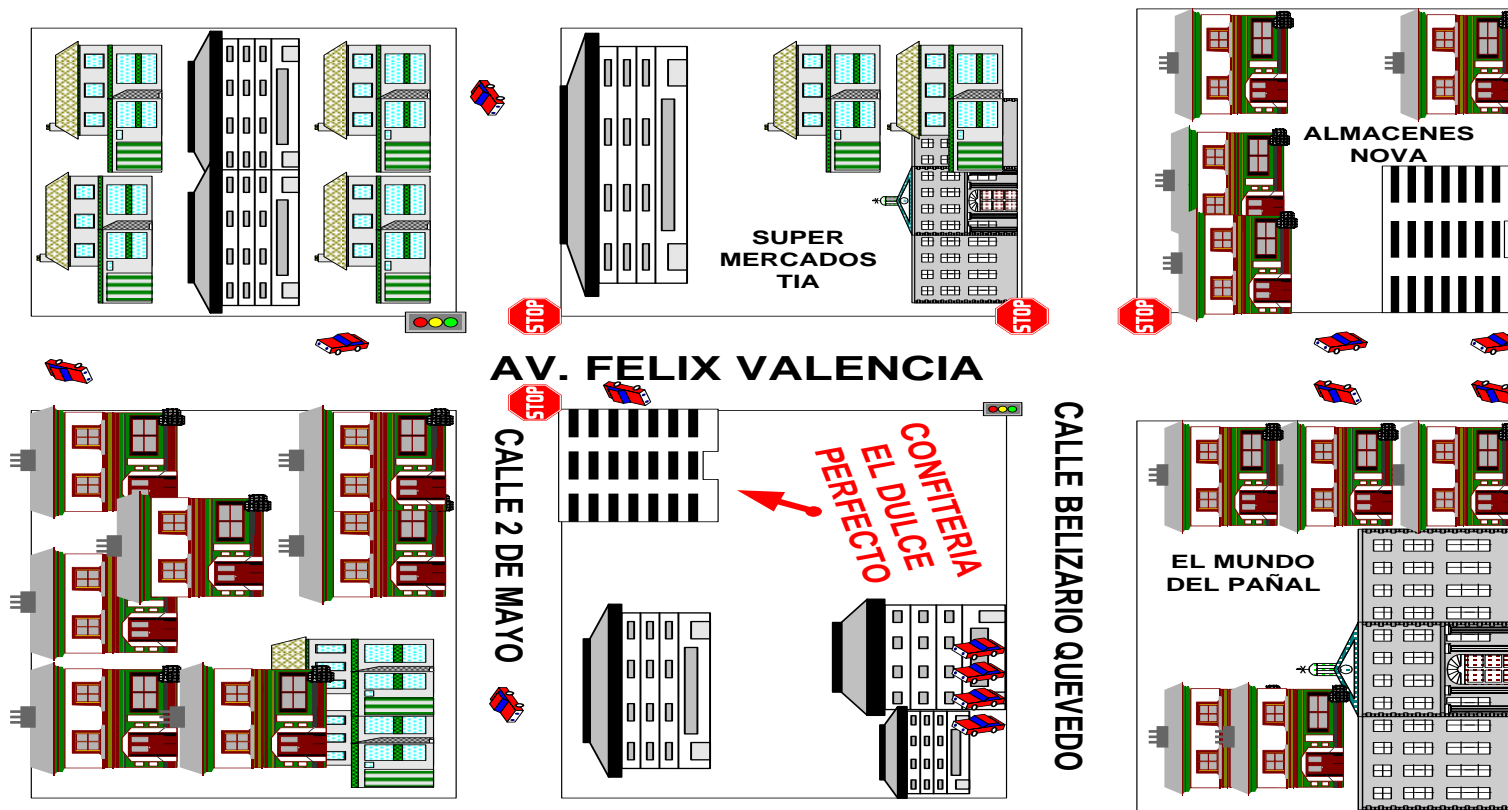 ALMACENES
NOVA
SUPER
MERCADOS
TIA
STOP
STOP
STOP
AV. FELIX VALENCIA
STOP
CALLE 2 DE MAYO
CONFITERIA
EL DULCE
PERFECTO
CALLE BELIZARIO QUEVEDO
EL MUNDO
DEL PAÑAL